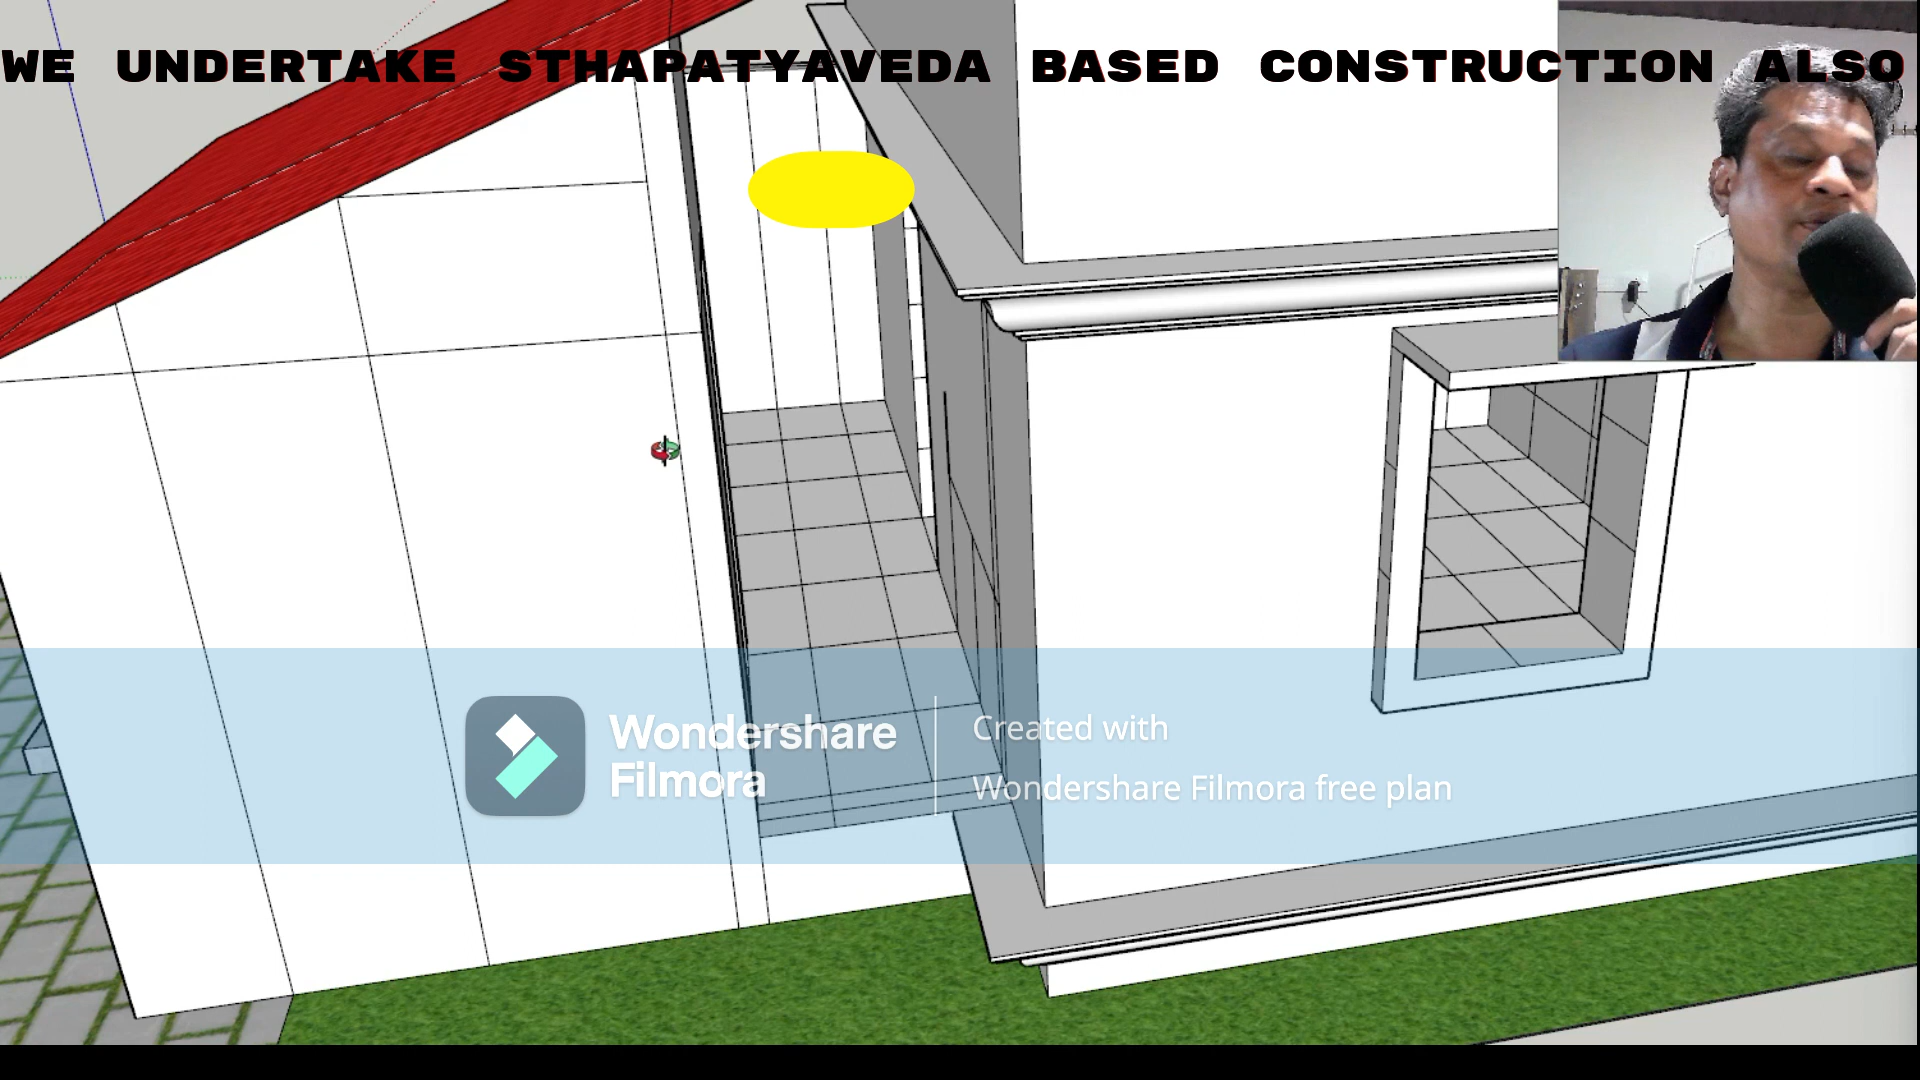 WE UNDERTAKE STHAPATYAVEDA BASED CONSTRUCTION ALSO
Wondershare
Filmora
Created with
Wondershare Filmora free plan